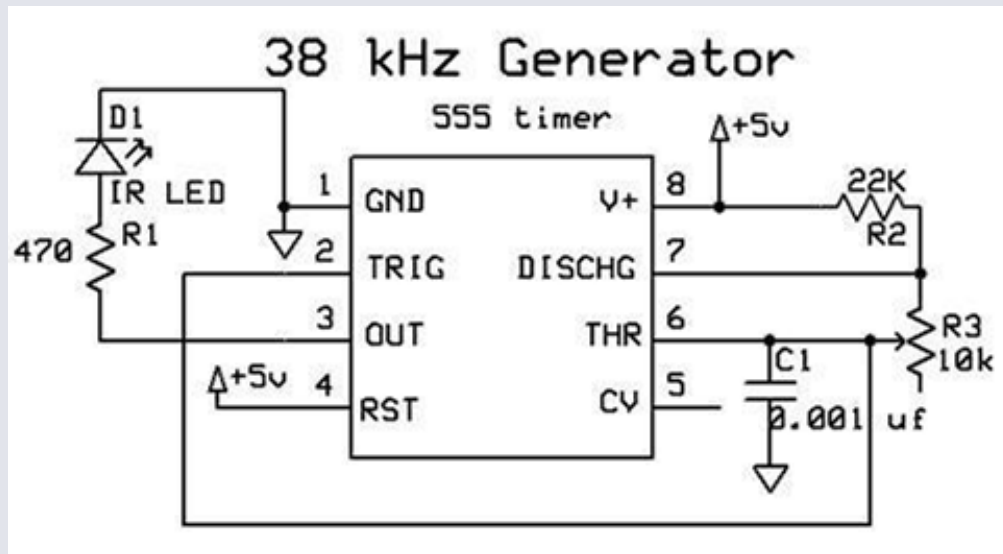 38 kHz Generator
555 timer
D1
IR LED
470
R1
+5v
1
GND
2
TRIG
3
OUT
4
RST
+5v
V+
8
DISCHG
7
THR
6
CV
5
22K
R2
R3
10k
C1
0.001 uf